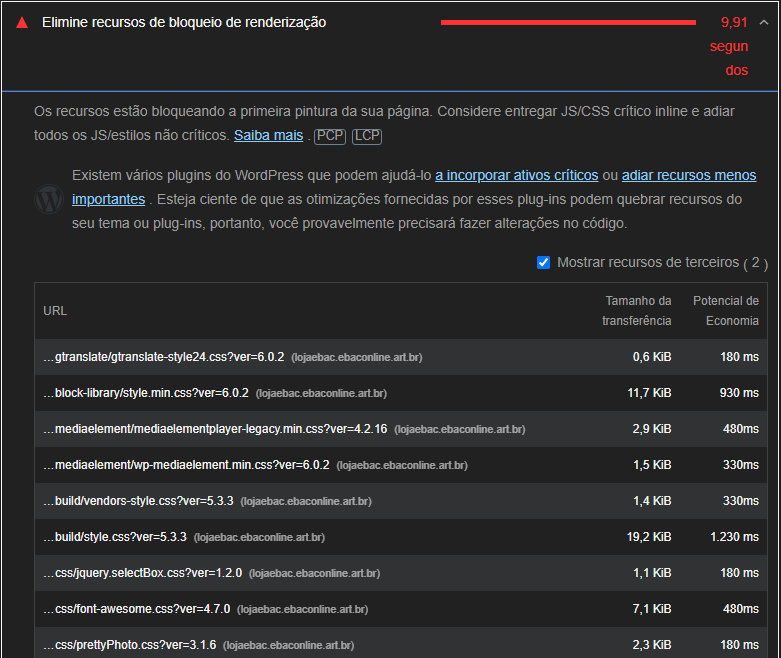 Elimine recursos de bloqueio de renderização
9,91
segun
dos
Os recursos estão bloqueando a primeira pintura da sua página. Considere entregar JS/CSS crítico inline e adiar
todos os JS/estilos não críticos. Saiba mais . PCP LCP
Existem vários plugins do WordPress que podem ajudá-lo a incorporar ativos críticos ou adiar recursos menos
importantes . Esteja ciente de que as otimizações fornecidas por esses plug-ins podem quebrar recursos do
seu tema ou plug-ins, portanto, você provavelmente precisará fazer alterações no código.
Mostrar recursos de terceiros ( 2 )
URL Tamanho da transferência Potencial de Economia
…gtranslate/gtranslate-style24.css?ver=6.0.2 (lojaebac.ebaconline.art.br) 0,6 KiB 180 ms
…block-library/style.min.css?ver=6.0.2 (lojaebac.ebaconline.art.br) 11,7 KiB 930 ms
…mediaelement/mediaelementplayer-legacy.min.css?ver=4.2.16 (lojaebac.ebaconline.art.br) 2,9 KiB 480ms
…mediaelement/wp-mediaelement.min.css?ver=6.0.2 (lojaebac.ebaconline.art.br) 1,5 KiB 330ms
…build/vendors-style.css?ver=5.3.3 (lojaebac.ebaconline.art.br) 1,4 KiB 330ms
…build/style.css?ver=5.3.3 (lojaebac.ebaconline.art.br) 19,2 KiB 1.230 ms
…css/jquery.selectBox.css?ver=1.2.0 (lojaebac.ebaconline.art.br) 1,1 KiB 180 ms
…css/font-awesome.css?ver=4.7.0 (lojaebac.ebaconline.art.br) 7,1 KiB 480ms
…css/prettyPhoto.css?ver=3.1.6 (lojaebac.ebaconline.art.br) 2,3 KiB 180 ms